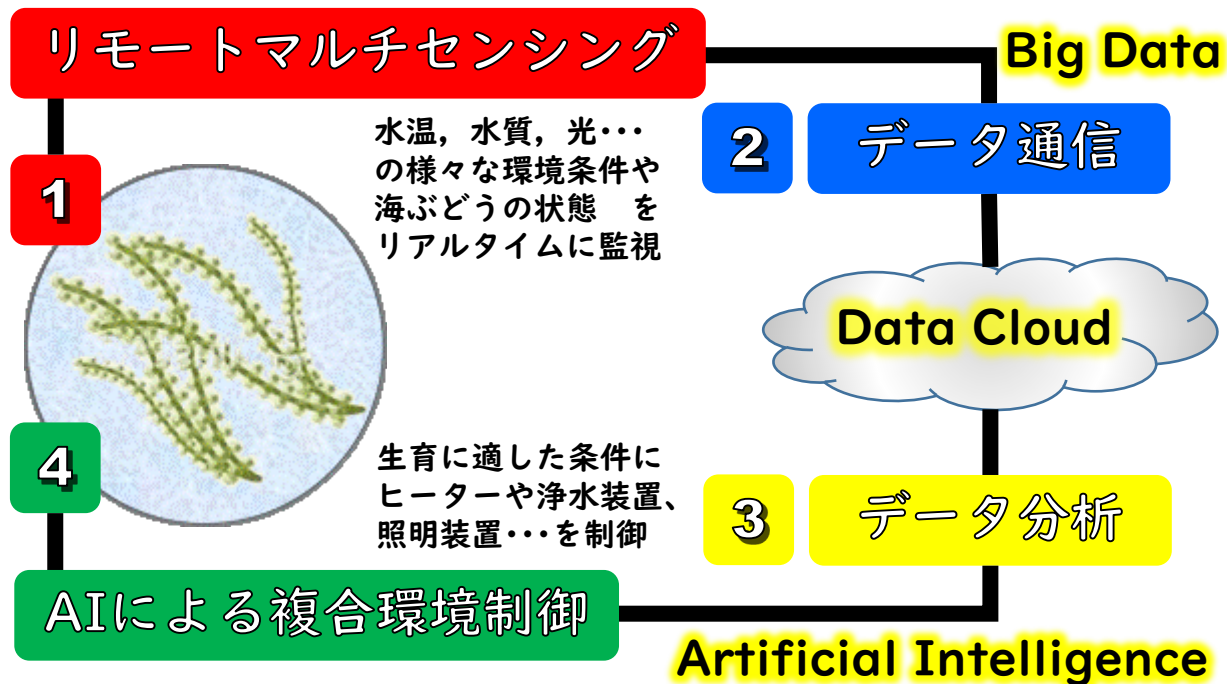 リモートマルチセンシング
Big Data
1
水温，水質，光･･･
の様々な環境条件や
海ぶどうの状態　を
リアルタイムに監視
2
データ通信
Data Cloud
3
データ分析
4
生育に適した条件に
ヒーターや浄水装置、
照明装置･･･を制御
AIによる複合環境制御
Artificial Intelligence